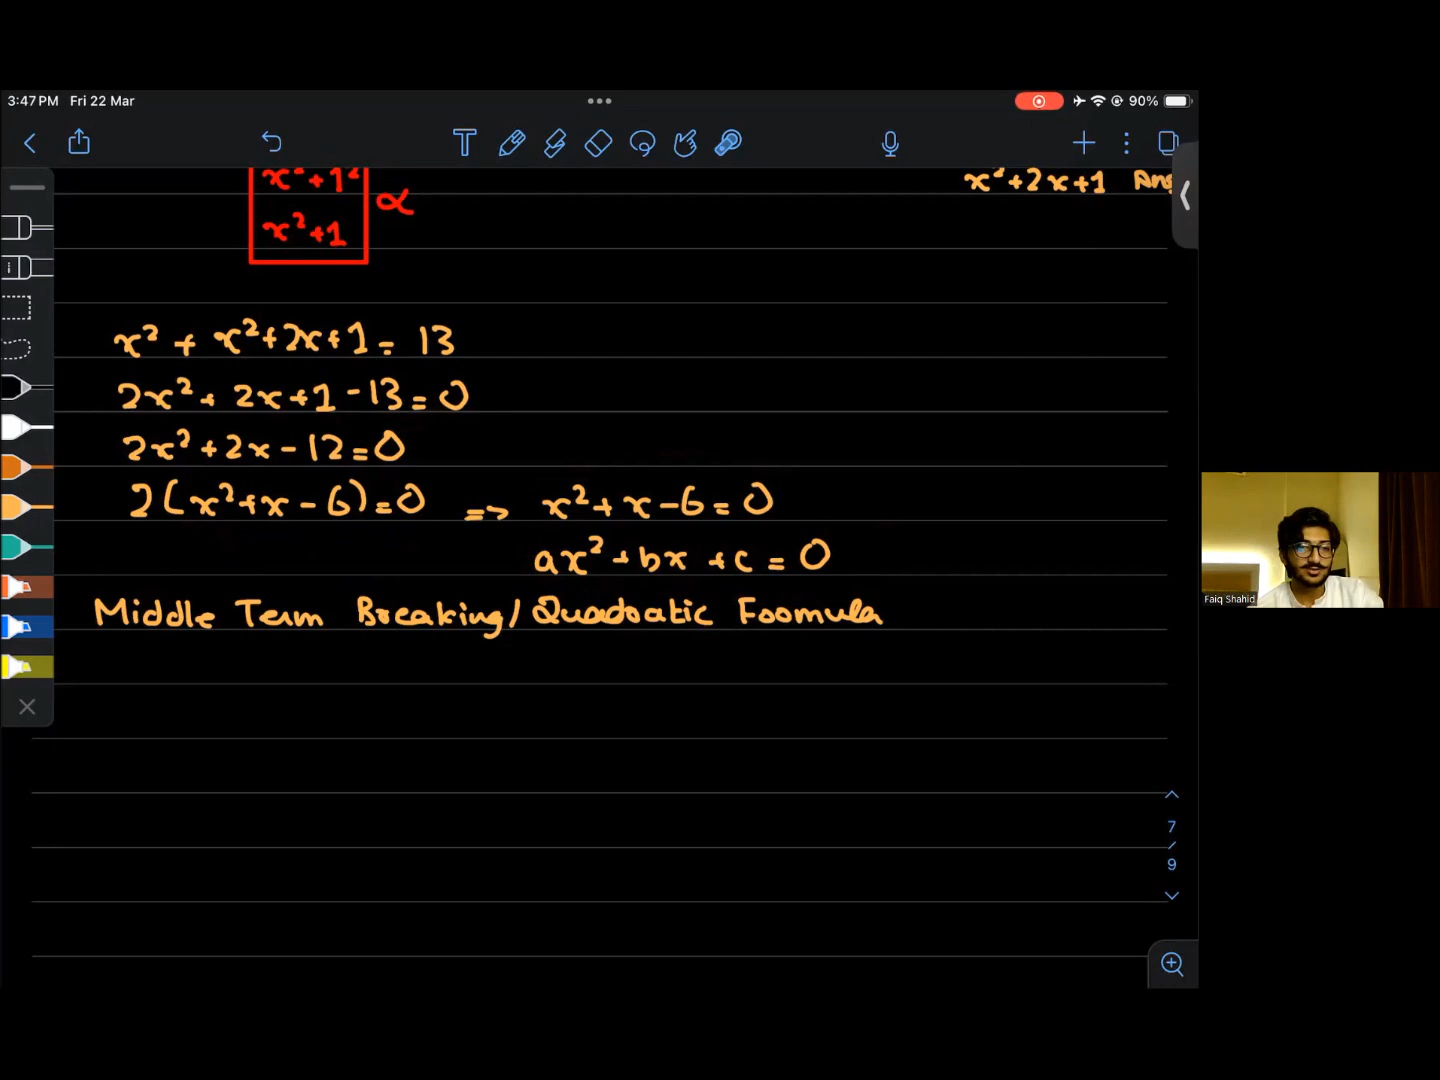 3:47 PM Fri 22 Mar
90%
x²+1²
x²+1
∝
x²+2x+1 Ans
x² + x²+2x+1 = 13
2x² + 2x+1-13=0
2x²+2x-12=0
2(x²+x-6)=0 => x²+x-6=0
ax²+bx+c=0
Middle Term Breaking/Quadratic Formula
Faiq Shahid
7/9